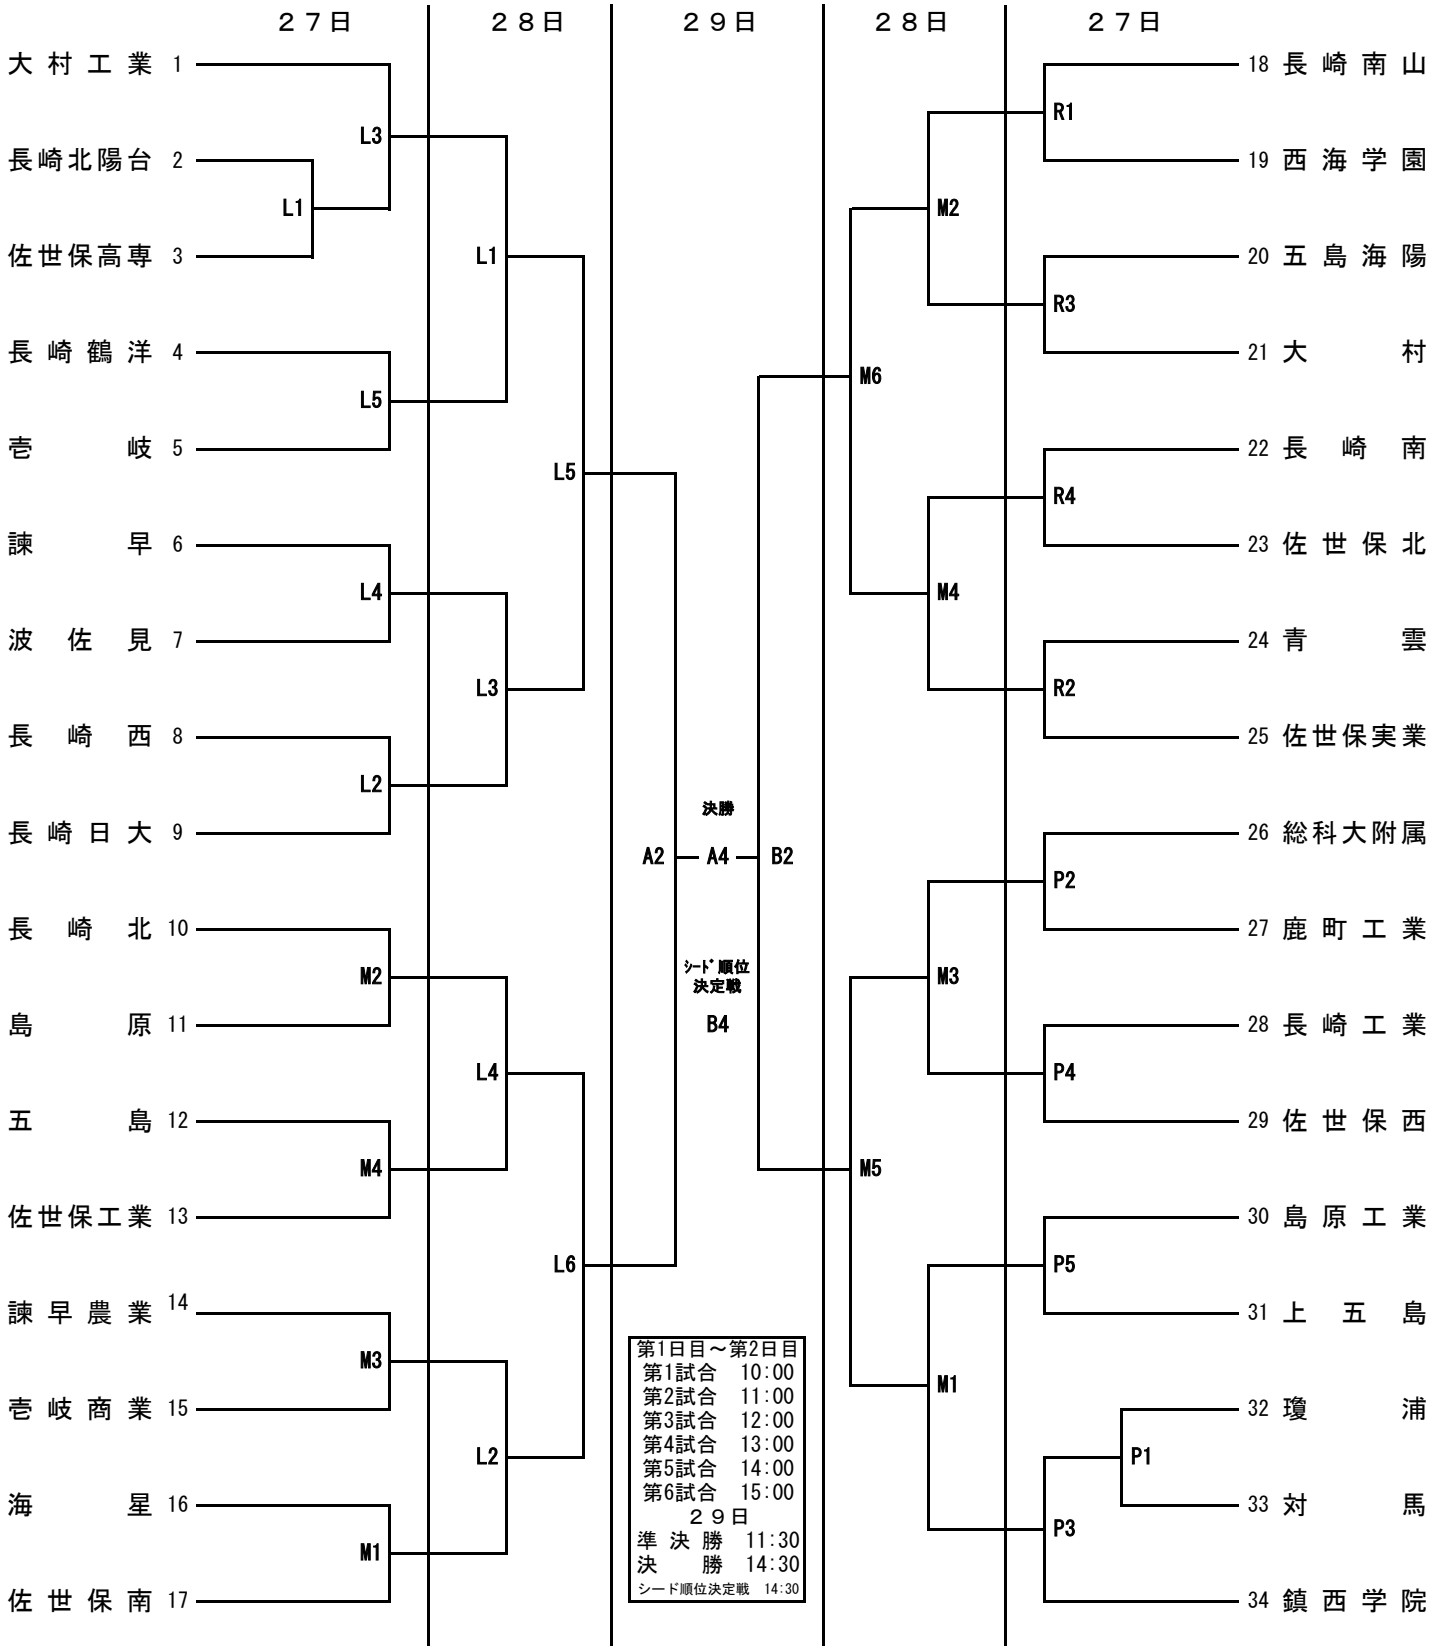 ２７日 ２８日 ２９日 ２８日 ２７日
大村工業 1
長崎北陽台 2
佐世保高専 3
長崎鶴洋 4
壱岐 5
諫早 6
波佐見 7
長崎西 8
長崎日大 9
長崎北 10
島原 11
五島 12
佐世保工業 13
諫早農業 14
壱岐商業 15
海星 16
佐世保南 17
L3
L1
L5
L4
L2
M2
M4
M3
M1
L1
L3
L4
L2
L5
L6
A2
決勝
A4
シード順位
決定戦
B4
B2
第1日目～第2日目
第1試合 10:00
第2試合 11:00
第3試合 12:00
第4試合 13:00
第5試合 14:00
第6試合 15:00
２９日
準決勝 11:30
決勝 14:30
シード順位決定戦 14:30
M6
M5
M2
M4
M3
M1
R1
R3
R4
R2
P2
P4
P5
P1
P3
18 長崎南山
19 西海学園
20 五島海陽
21 大村
22 長崎南
23 佐世保北
24 青雲
25 佐世保実業
26 総科大附属
27 鹿町工業
28 長崎工業
29 佐世保西
30 島原工業
31 上五島
32 瓊浦
33 対馬
34 鎮西学院